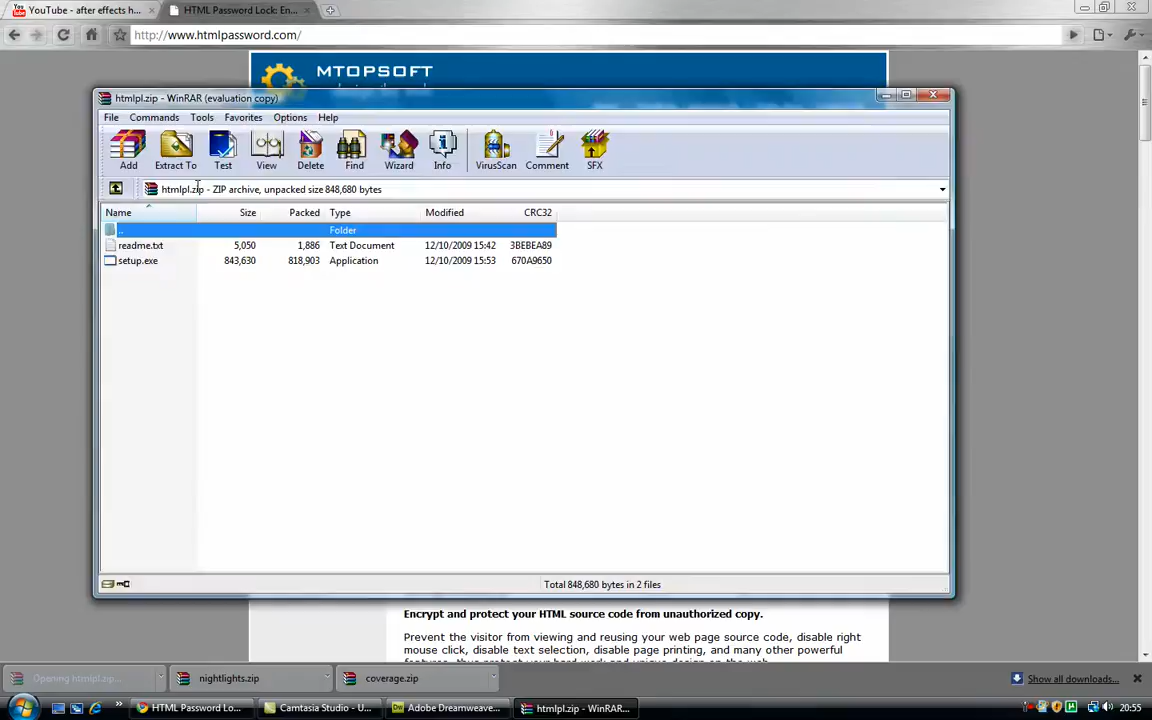 YouTube - after effects h...
HTML Password Lock: En...
http://www.htmlpassword.com/
MTOPSOFT
htmlpl.zip - WinRAR (evaluation copy)
File Commands Tools Favorites Options Help
Add Extract To Test View Delete Find Wizard Info VirusScan Comment SFX
htmlpl.zip - ZIP archive, unpacked size 848,680 bytes
Name Size Packed Type Modified CRC32
.. Folder
readme.txt 5,050 1,886 Text Document 12/10/2009 15:42 3BEBEA89
setup.exe 843,630 818,903 Application 12/10/2009 15:53 670A9650
Total 848,680 bytes in 2 files
Encrypt and protect your HTML source code from unauthorized copy.
Prevent the visitor from viewing and reusing your web page source code, disable right
mouse click, disable text selection, disable page printing, and many other powerful
Opening htmlpl.zip... nightlights.zip coverage.zip Show all downloads...
HTML Password Lo... Camtasia Studio - U... Adobe Dreamweave... htmlpl.zip - WinRAR... 20:55